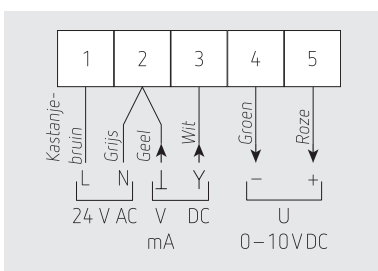 1 2 3 4 5
Kastanje-
bruin
Grijs
Geel
Wit
Groen
Roze
L N ⊥ Y − +
24 V AC V DC U
mA 0–10 V DC